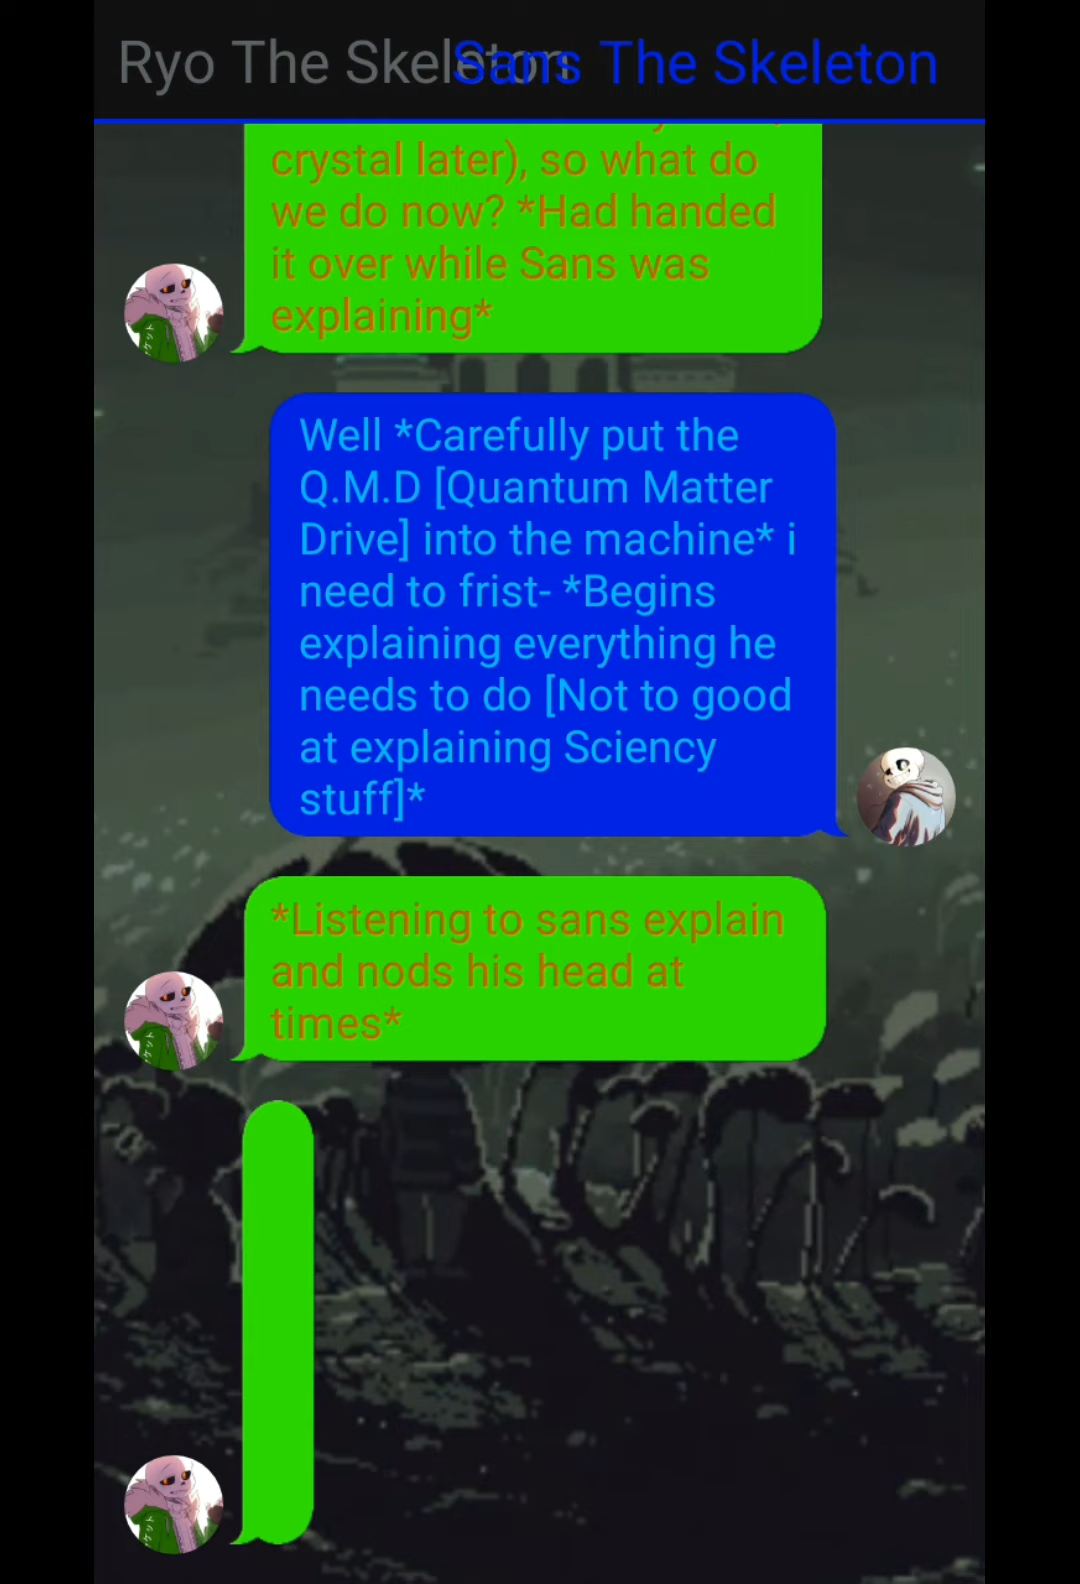 Ryo The Skeleton
Sans The Skeleton
crystal later), so what do
we do now? *Had handed
it over while Sans was
explaining*
Well *Carefully put the
Q.M.D [Quantum Matter
Drive] into the machine* i
need to frist- *Begins
explaining everything he
needs to do [Not to good
at explaining Sciency
stuff]*
*Listening to sans explain
and nods his head at
times*